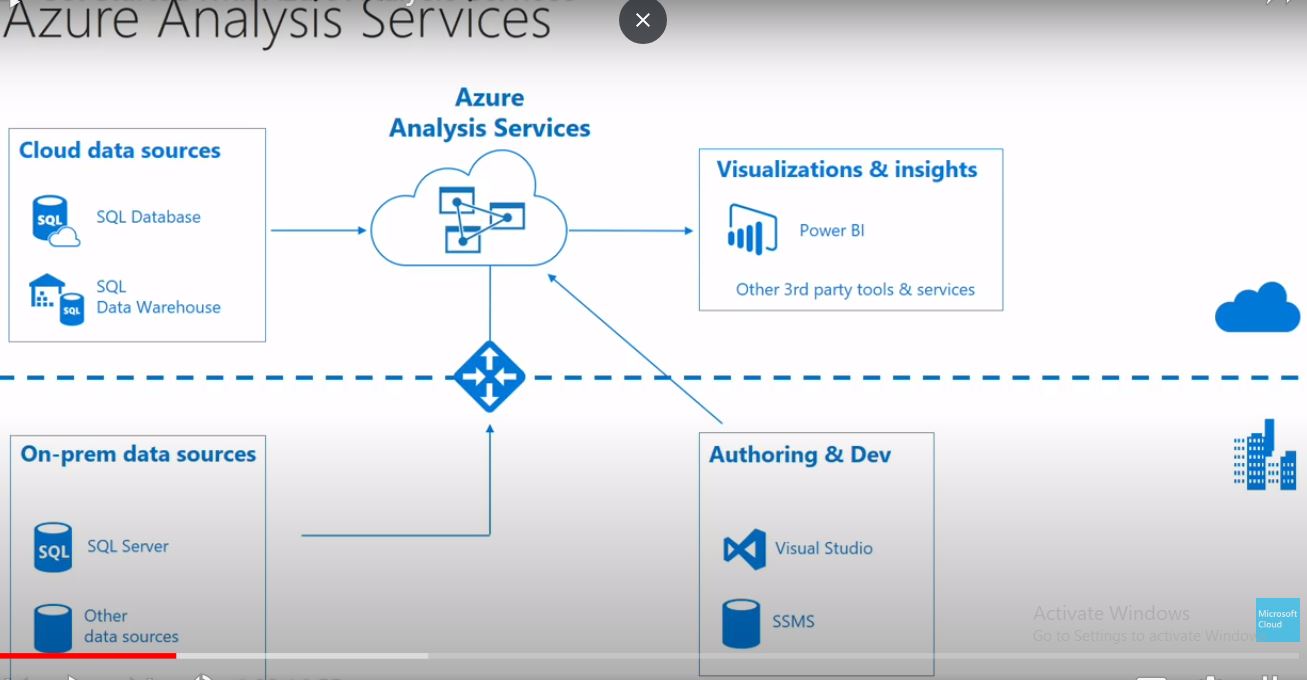 Azure Analysis Services
Azure
Analysis Services
Cloud data sources
SQL
SQL Database
SQL
SQL
Data Warehouse
Visualizations & insights
Power BI
Other 3rd party tools & services
On-prem data sources
SQL
SQL Server
Other
data sources
Authoring & Dev
Visual Studio
SSMS
Activate Windows
Go to Settings to activate Windows
Microsoft
Cloud